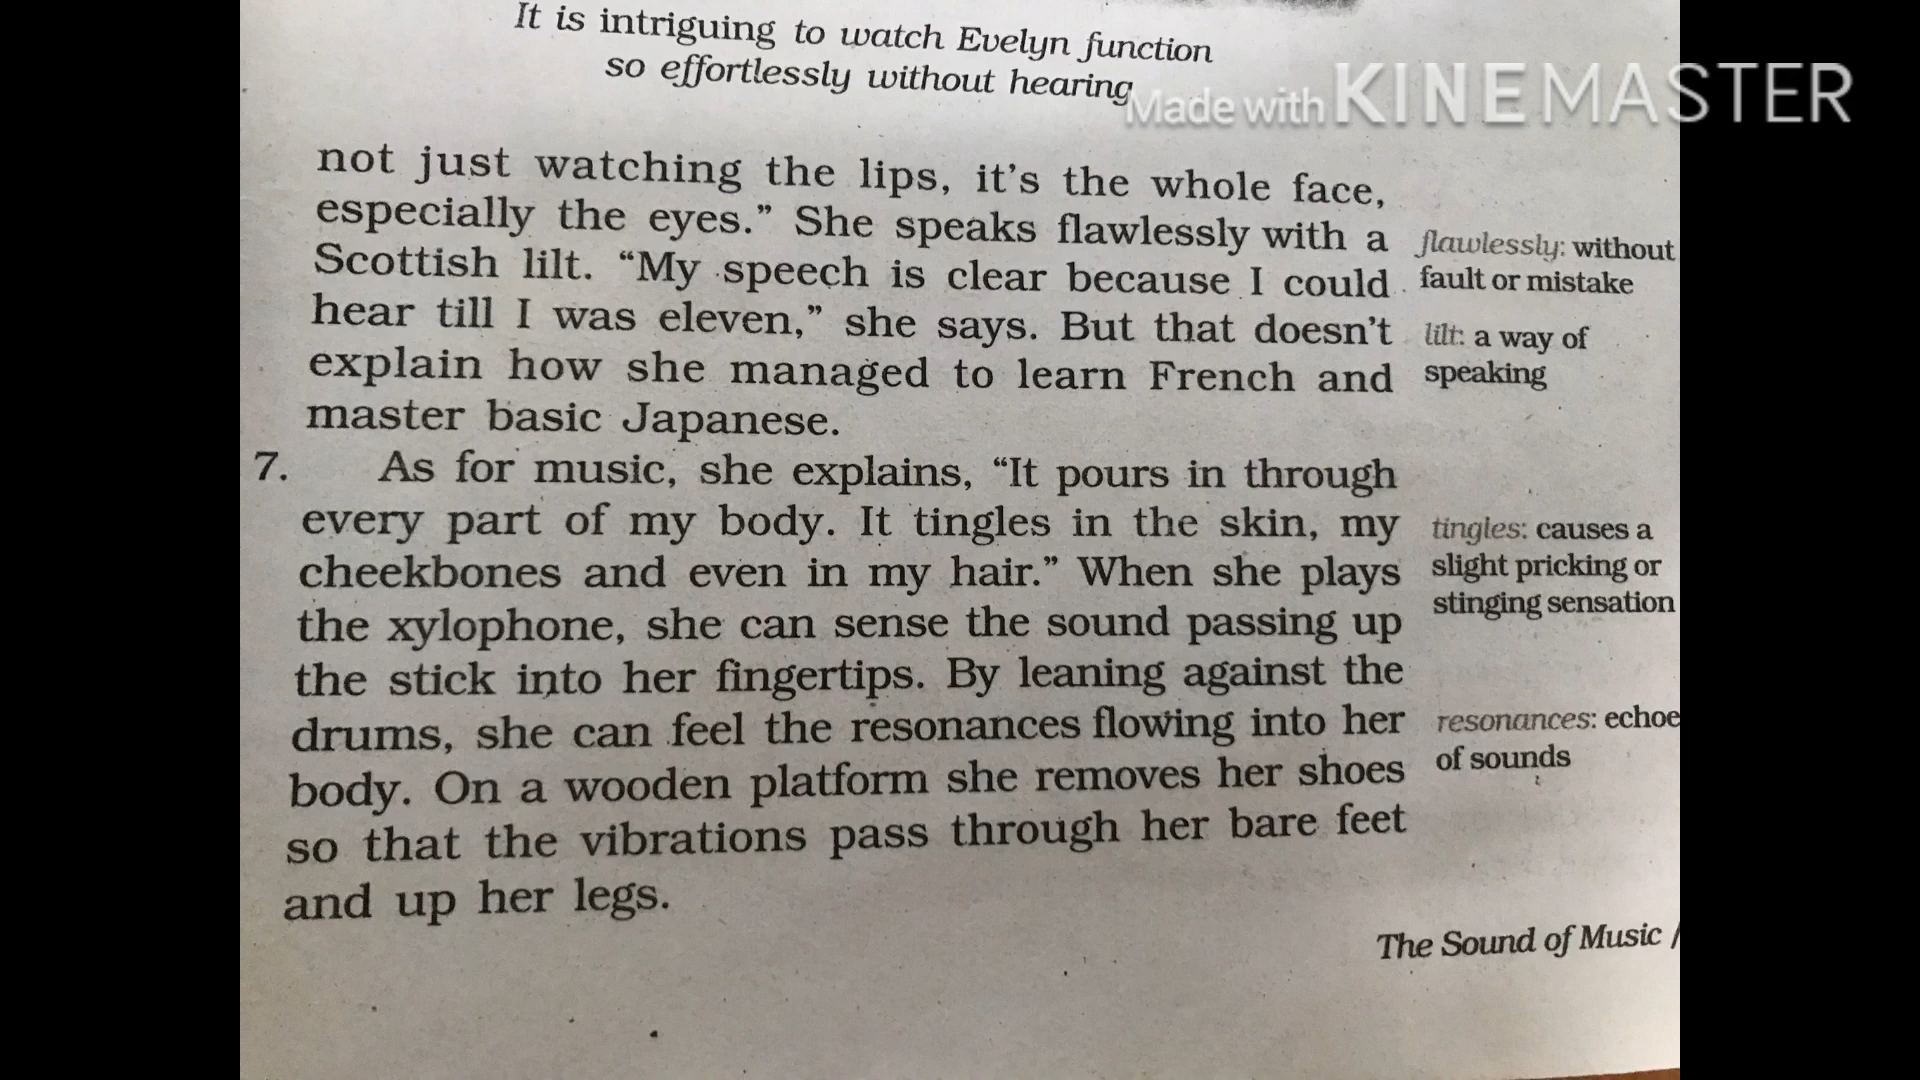 It is intriguing to watch Evelyn function
so effortlessly without hearing
Made with KINEMASTER
not just watching the lips, it's the whole face,
especially the eyes.” She speaks flawlessly with a
Scottish lilt. “My speech is clear because I could
hear till I was eleven,” she says. But that doesn't
explain how she managed to learn French and
master basic Japanese.
flawlessly: without
fault or mistake
lilt: a way of
speaking
7. As for music, she explains, “It pours in through
every part of my body. It tingles in the skin, my
cheekbones and even in my hair.” When she plays
the xylophone, she can sense the sound passing up
the stick into her fingertips. By leaning against the
drums, she can feel the resonances flowing into her
body. On a wooden platform she removes her shoes
so that the vibrations pass through her bare feet
and up her legs.
tingles: causes a
slight pricking or
stinging sensation
resonances: echoe
of sounds
The Sound of Music /